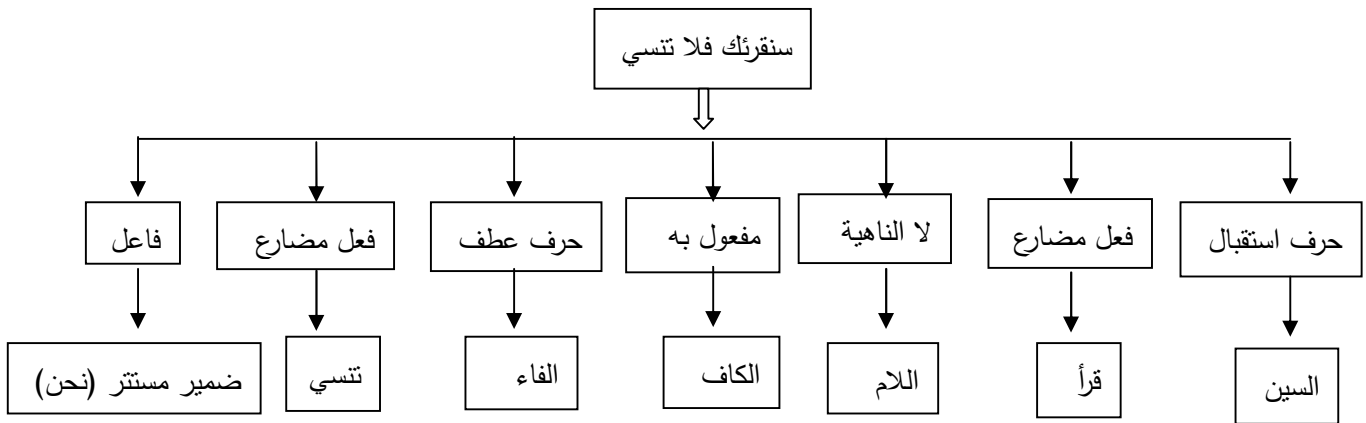 سنقرئك فلا تنسي
حرف استقبال
فعل مضارع
لا الناهية
مفعول به
حرف عطف
فعل مضارع
فاعل
السين
قرأ
اللام
الكاف
الفاء
تنسي
ضمير مستتر (نحن)